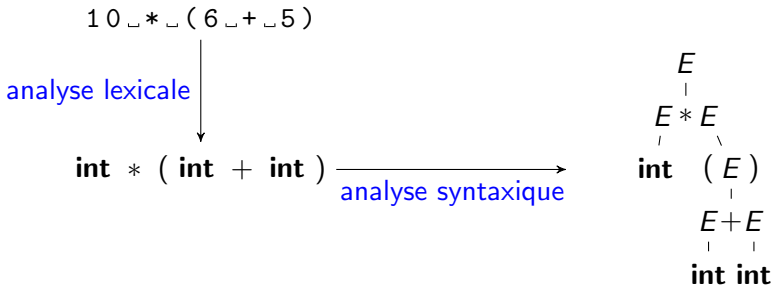 10␣*␣(6␣+␣5)
analyse lexicale
int * ( int + int )
analyse syntaxique
E
E * E
int ( E )
E+E
int int